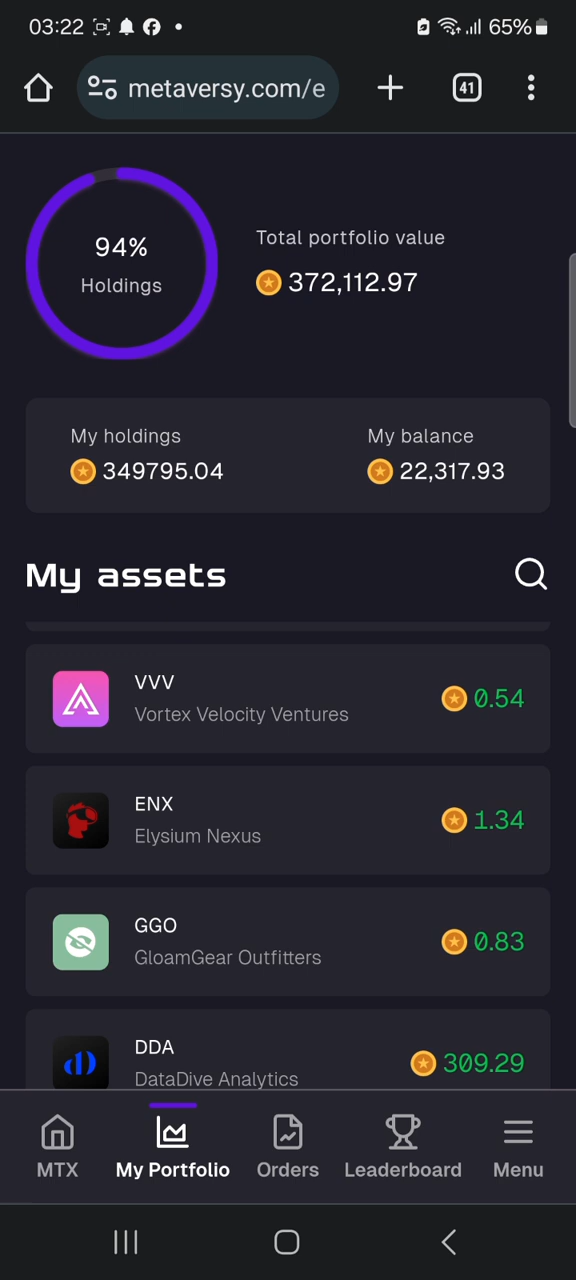 03:22
65%
metaversy.com/e
41
94%
Holdings
Total portfolio value
372,112.97
My holdings
My balance
349795.04
22,317.93
My assets
VVV
Vortex Velocity Ventures
0.54
ENX
Elysium Nexus
1.34
GGO
GloamGear Outfitters
0.83
DDA
DataDive Analytics
309.29
MTX
My Portfolio
Orders
Leaderboard
Menu